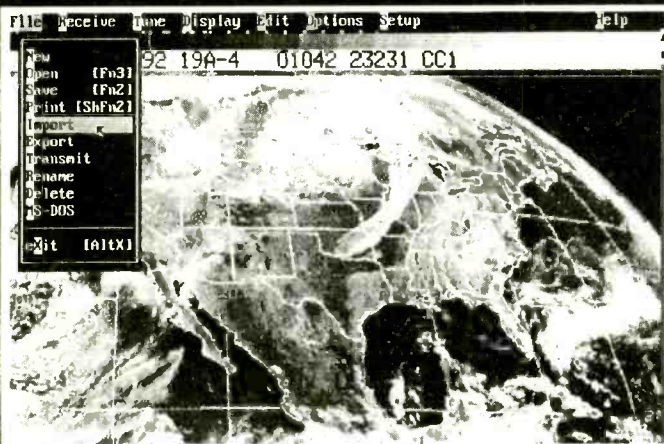 File Receive Tune Display Edit Options Setup Help
92 19A-4 01042 23231 CC1
New
Open [Fn3]
Save [Fn2]
Print [ShFn2]
Import
Export
Transmit
Rename
Delete
MS-DOS
eXit [AltX]